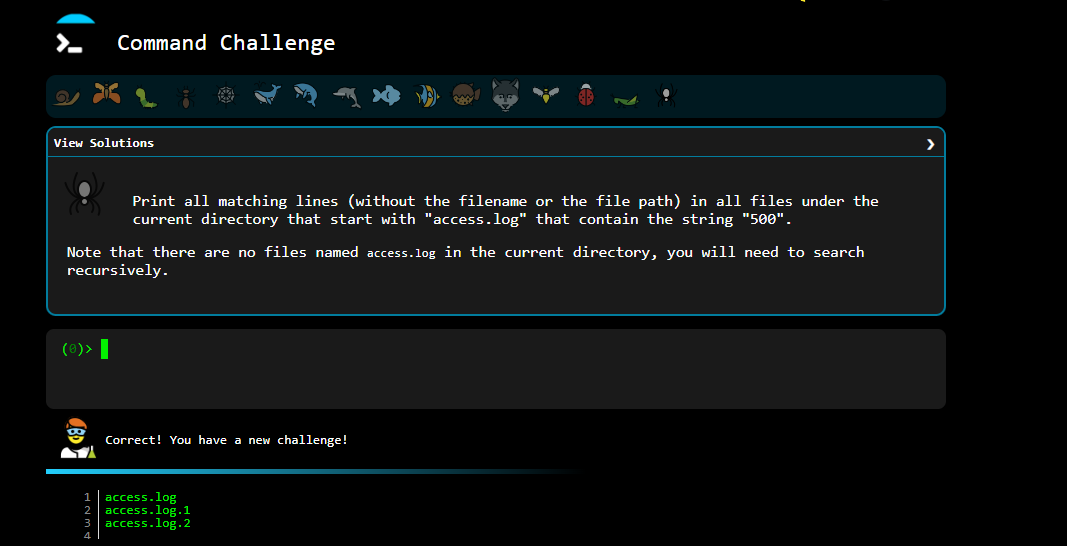 Command Challenge
View Solutions
Print all matching lines (without the filename or the file path) in all files under the
current directory that start with "access.log" that contain the string "500".
Note that there are no files named access.log in the current directory, you will need to search
recursively.
(0)>
Correct! You have a new challenge!
1 access.log
2 access.log.1
3 access.log.2
4